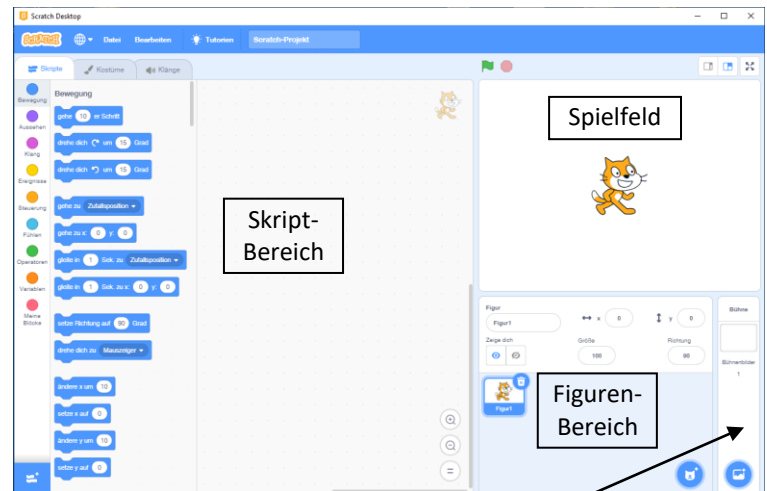 Scratch Desktop
SCRATCH
Datei Bearbeiten Tutorien Scratch-Projekt
Skripte Kostüme Klänge
Bewegung
Aussehen
Klang
Ereignisse
Steuerung
Fühlen
Operatoren
Variablen
Meine
Blöcke
Bewegung
gehe 10 er Schritt
drehe dich um 15 Grad
drehe dich um 15 Grad
gehe zu Zufallsposition
gehe zu x: 0 y: 0
gleite in 1 Sek. zu Zufallsposition
gleite in 1 Sek. zu x: 0 y: 0
setze Richtung auf 90 Grad
drehe dich zu Mauszeiger
ändere x um 10
setze x auf 0
ändere y um 10
setze y auf 0
Skript-
Bereich
Spielfeld
Figur
Figur1
x 0 y 0
Zeige dich Größe Richtung
100 90
Figur1
Figuren-
Bereich
Bühne
Bühnenbilder
1